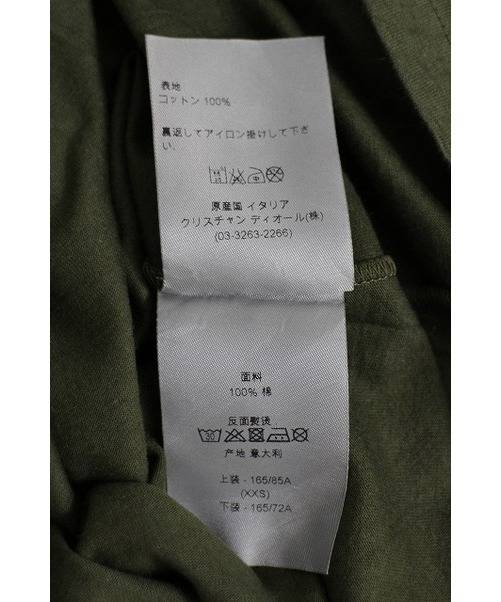 表地
コットン 100%
裏返してアイロン掛けして下さ
い.
原産国 イタリア
クリスチャン ディオール(株)
(03-3263-2266)
面料
100% 棉
反面熨烫
30
产地 意大利
上装 - 165/85A
(XXS)
下装 - 165/72A